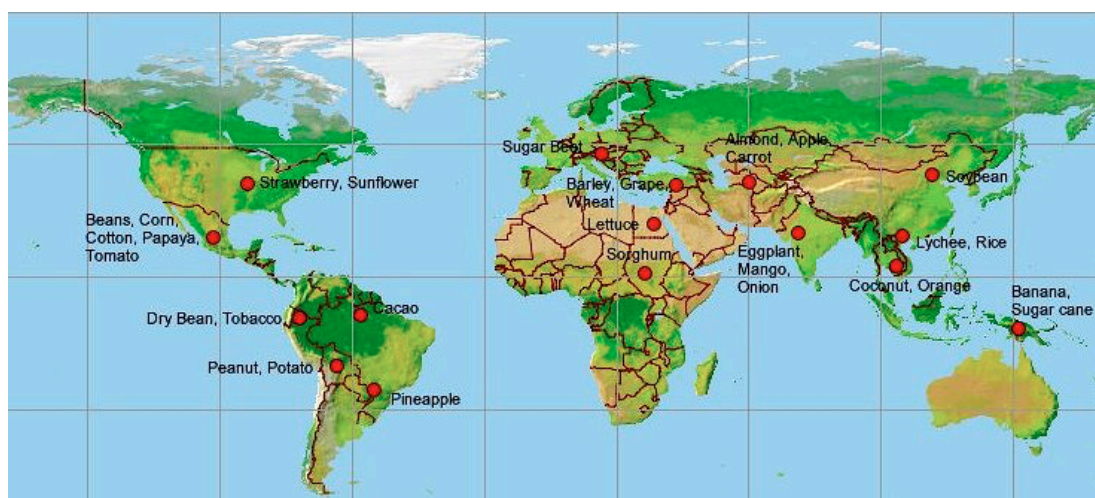 Sugar Beet
Almond, Apple,
Carrot
Strawberry, Sunflower
Barley, Grape,
Wheat
Soybean
Beans, Corn,
Cotton, Papaya,
Tomato
Lettuce
Lychee, Rice
Sorghum
Eggplant,
Mango,
Onion
Coconut, Orange
Banana,
Sugar cane
Dry Bean, Tobacco
Cacao
Peanut, Potato
Pineapple